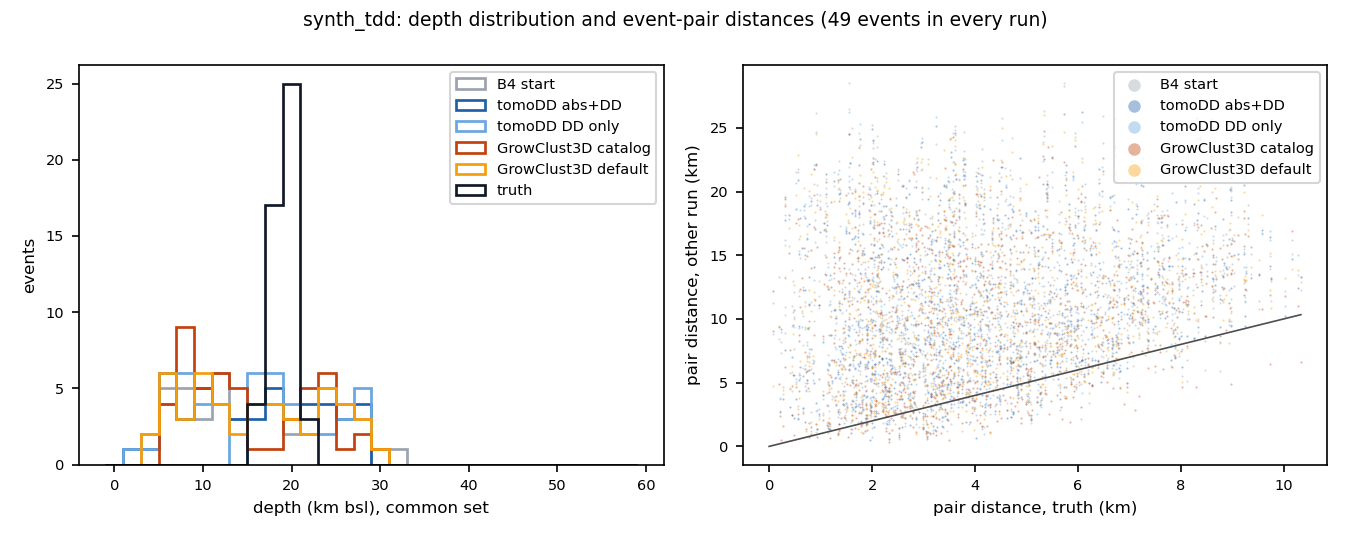 synth_tdd: depth distribution and event-pair distances (49 events in every run)
B4 start
tomoDD abs+DD
tomoDD DD only
GrowClust3D catalog
GrowClust3D default
truth
25
20
15
10
5
0
events
0
10
20
30
40
50
60
depth (km bsl), common set
B4 start
tomoDD abs+DD
tomoDD DD only
GrowClust3D catalog
GrowClust3D default
25
20
15
10
5
0
pair distance, other run (km)
0
2
4
6
8
10
pair distance, truth (km)